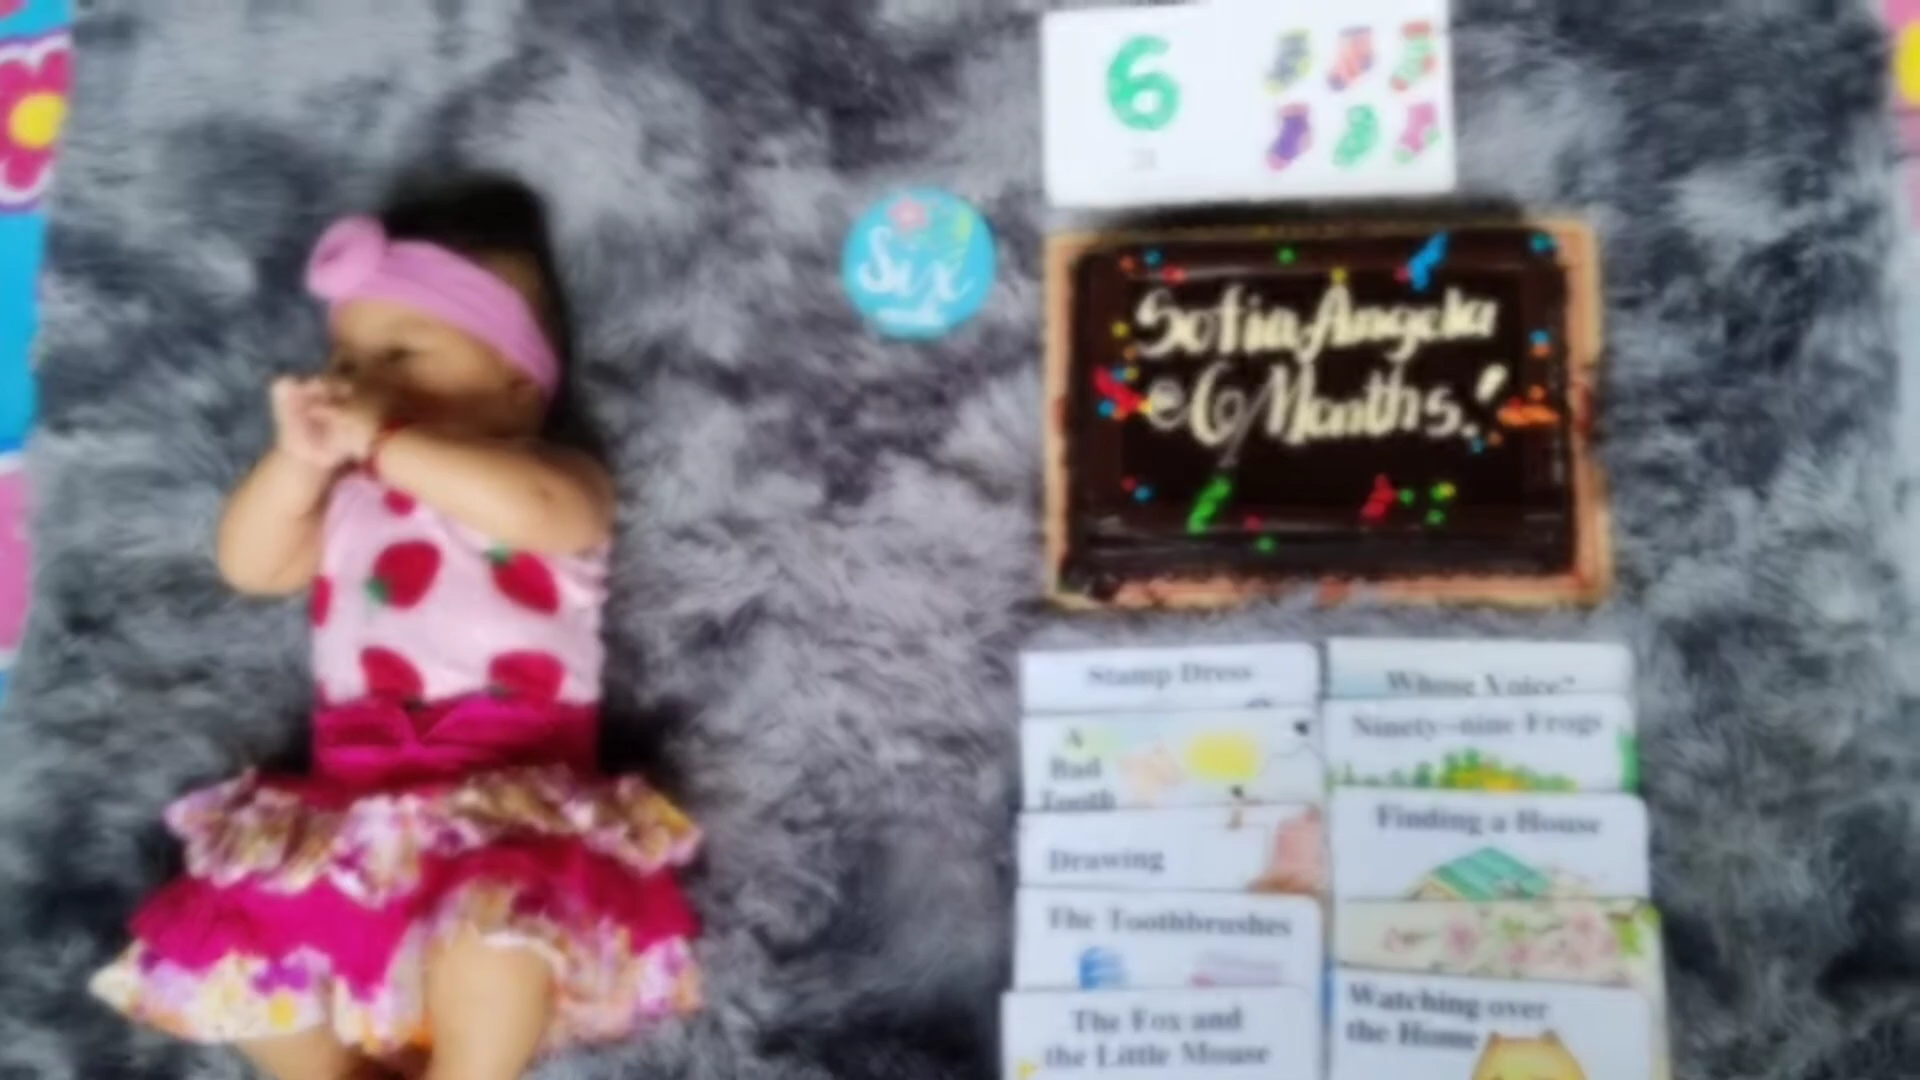 6
Six
Sofia Angela
@ 6 Months!
Stamp Dress
Whose Voice?
A
Bad
Tooth
Ninety-nine Frogs
Drawing
Finding a House
The Toothbrushes
The Fox and
the Little Mouse
Watching over
the Home